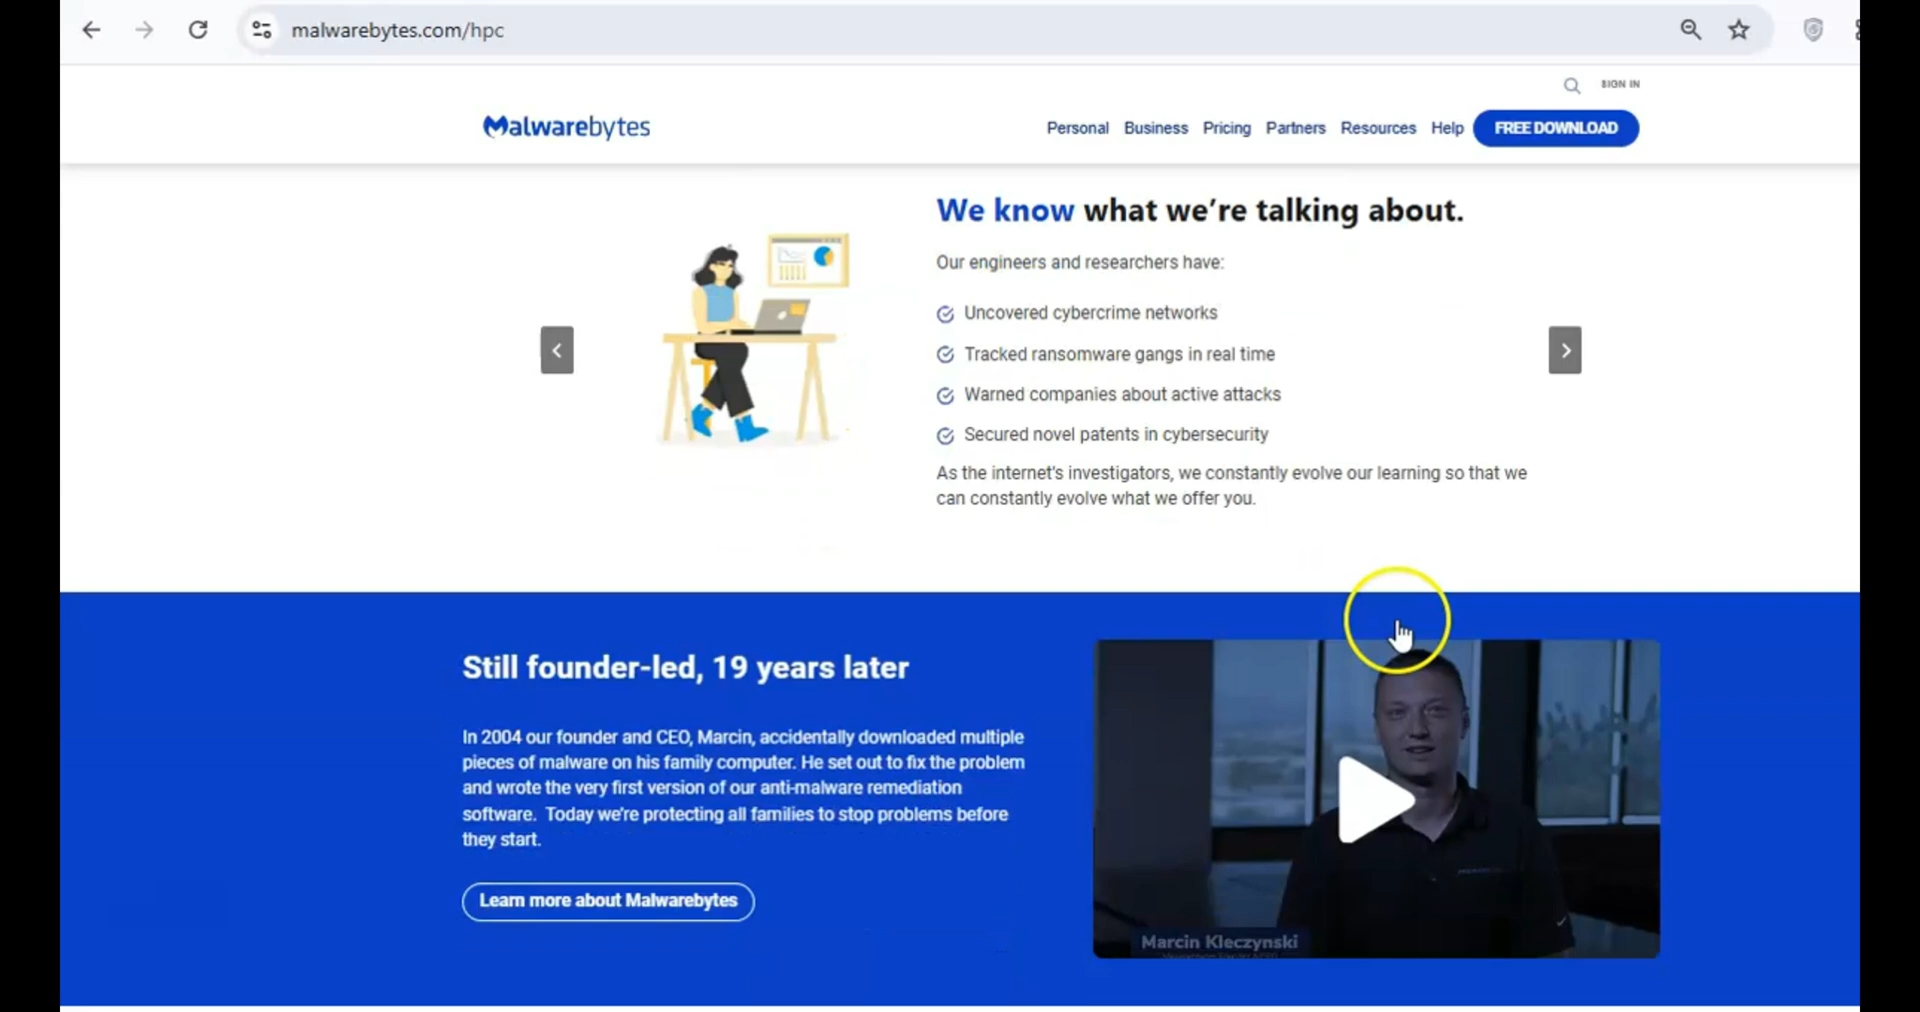 malwarebytes.com/hpc
SIGN IN
Malwarebytes
Personal Business Pricing Partners Resources Help FREE DOWNLOAD
We know what we're talking about.
Our engineers and researchers have:
Uncovered cybercrime networks
Tracked ransomware gangs in real time
Warned companies about active attacks
Secured novel patents in cybersecurity
As the internet's investigators, we constantly evolve our learning so that we
can constantly evolve what we offer you.
Still founder-led, 19 years later
In 2004 our founder and CEO, Marcin, accidentally downloaded multiple
pieces of malware on his family computer. He set out to fix the problem
and wrote the very first version of our anti-malware remediation
software. Today we're protecting all families to stop problems before
they start.
Learn more about Malwarebytes
Marcin Kleczynski